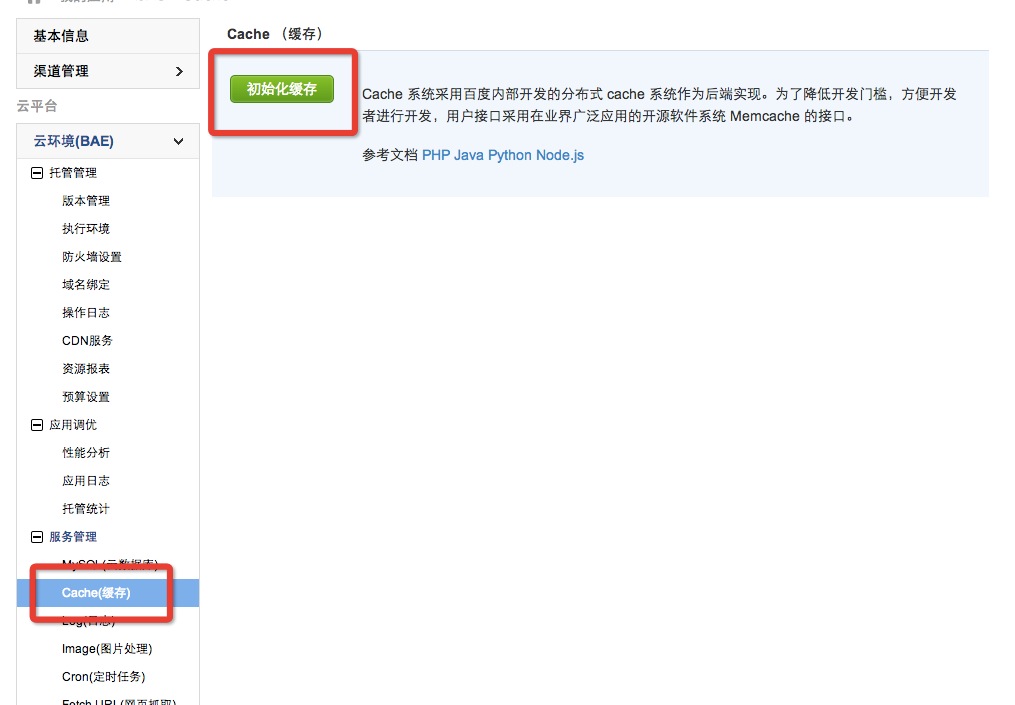 基本信息
渠道管理
云平台
云环境(BAE)
托管管理
版本管理
执行环境
防火墙设置
域名绑定
操作日志
CDN服务
资源报表
预算设置
应用调优
性能分析
应用日志
托管统计
服务管理
MySQL(云数据库)
Cache(缓存)
Log(日志)
Image(图片处理)
Cron(定时任务)
Fetch URL(网页抓取)
Cache （缓存）
初始化缓存
Cache 系统采用百度内部开发的分布式 cache 系统作为后端实现。为了降低开发门槛，方便开发
者进行开发，用户接口采用在业界广泛应用的开源软件系统 Memcache 的接口。
参考文档 PHP Java Python Node.js